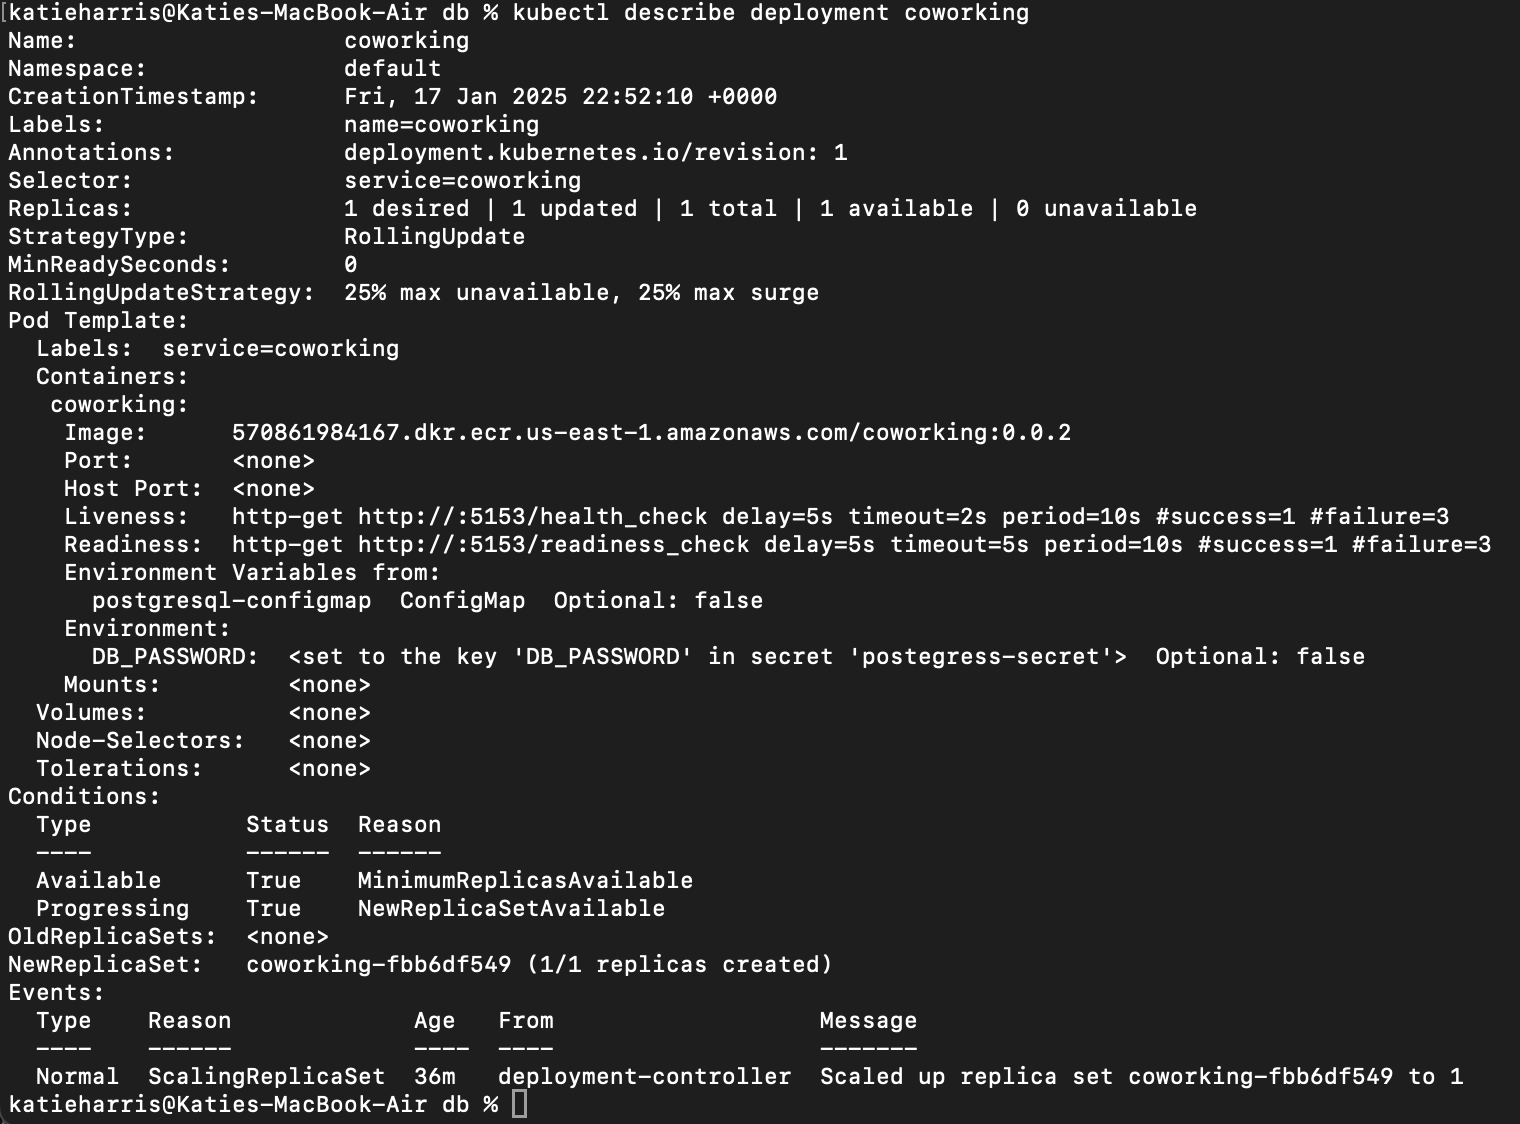 [katieharris@Katies-MacBook-Air db % kubectl describe deployment coworking
Name:                   coworking
Namespace:              default
CreationTimestamp:      Fri, 17 Jan 2025 22:52:10 +0000
Labels:                 name=coworking
Annotations:            deployment.kubernetes.io/revision: 1
Selector:               service=coworking
Replicas:               1 desired | 1 updated | 1 total | 1 available | 0 unavailable
StrategyType:           RollingUpdate
MinReadySeconds:        0
RollingUpdateStrategy:  25% max unavailable, 25% max surge
Pod Template:
  Labels:  service=coworking
  Containers:
   coworking:
    Image:      570861984167.dkr.ecr.us-east-1.amazonaws.com/coworking:0.0.2
    Port:       <none>
    Host Port:  <none>
    Liveness:   http-get http://:5153/health_check delay=5s timeout=2s period=10s #success=1 #failure=3
    Readiness:  http-get http://:5153/readiness_check delay=5s timeout=5s period=10s #success=1 #failure=3
    Environment Variables from:
      postgresql-configmap  ConfigMap  Optional: false
    Environment:
      DB_PASSWORD:  <set to the key 'DB_PASSWORD' in secret 'postegress-secret'>  Optional: false
    Mounts:         <none>
  Volumes:          <none>
  Node-Selectors:   <none>
  Tolerations:      <none>
Conditions:
  Type           Status  Reason
  ----           ------  ------
  Available      True    MinimumReplicasAvailable
  Progressing    True    NewReplicaSetAvailable
OldReplicaSets:  <none>
NewReplicaSet:   coworking-fbb6df549 (1/1 replicas created)
Events:
  Type    Reason             Age   From                   Message
  ----    ------             ----  ----                   -------
  Normal  ScalingReplicaSet  36m   deployment-controller  Scaled up replica set coworking-fbb6df549 to 1
katieharris@Katies-MacBook-Air db %